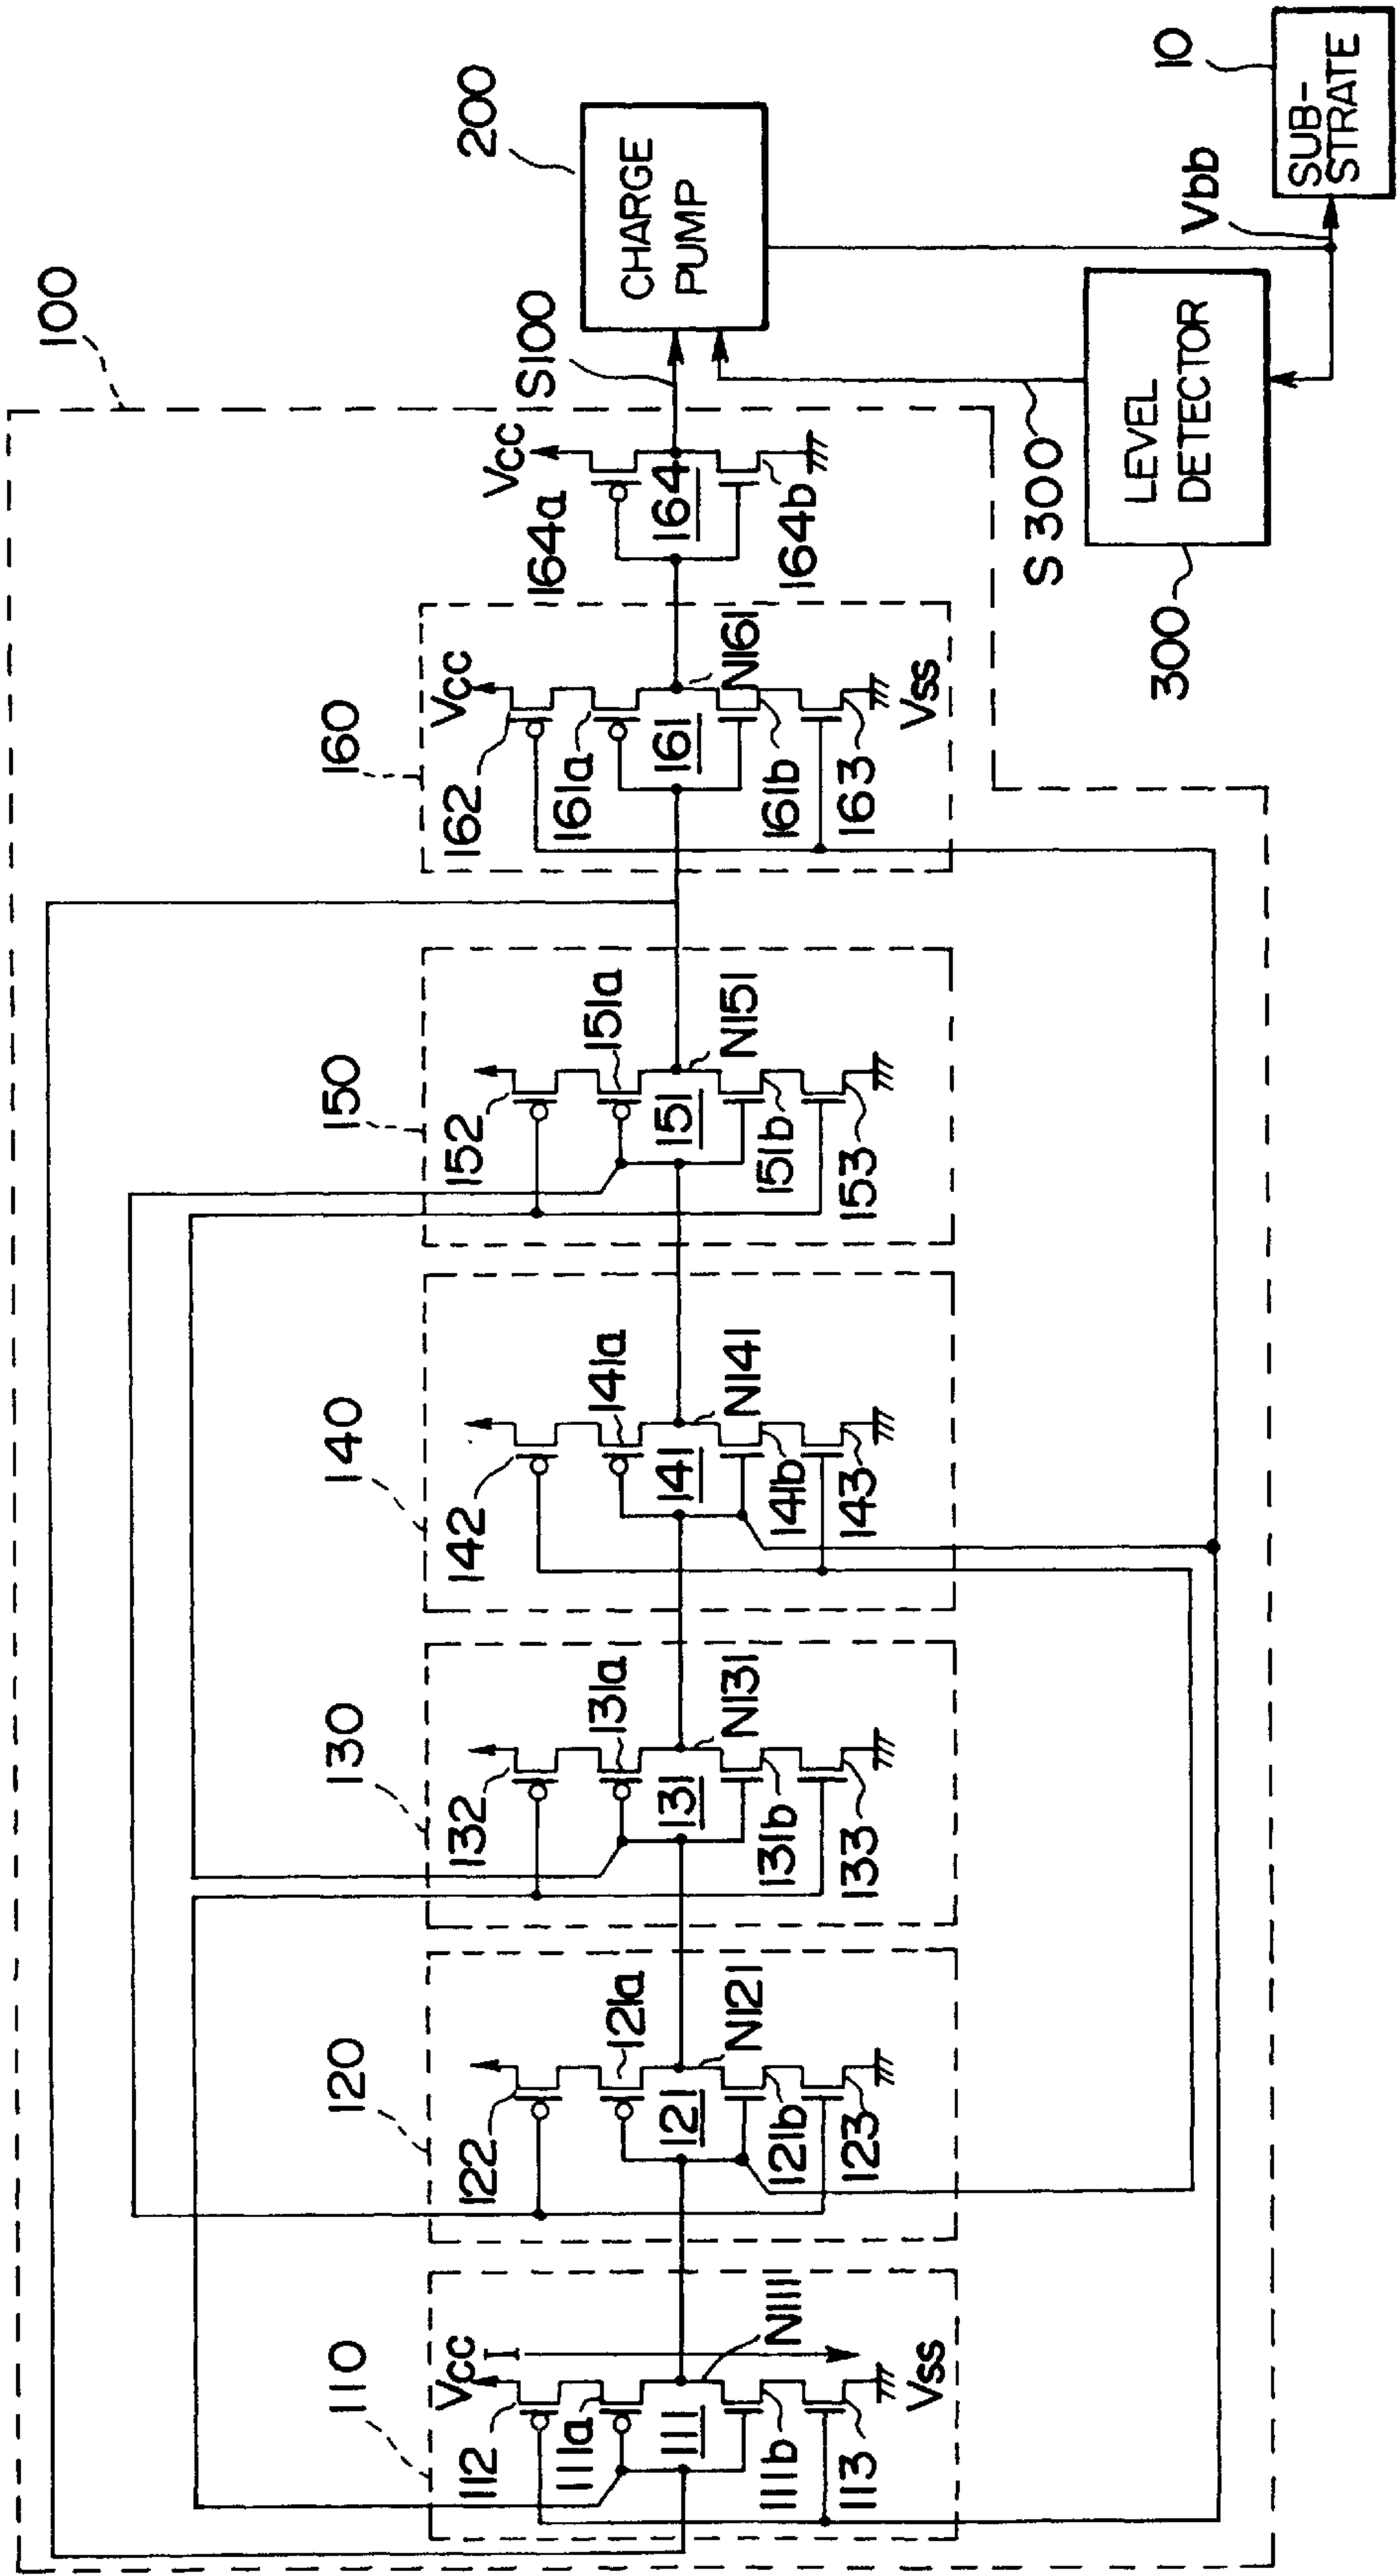 100
110
120
130
140
150
160
200
Vcc
I
112
111a
111
N111
111b
113
Vss
122
121a
121
N121
121b
123
132
131a
131
N131
131b
133
142
141a
141
N141
141b
143
152
151a
151
N151
151b
153
Vcc
162
161a
161
N161
161b
163
Vss
Vcc
164a
164
164b
S100
CHARGE
PUMP
S300
LEVEL
DETECTOR
300
Vbb
10
SUB-
STRATE